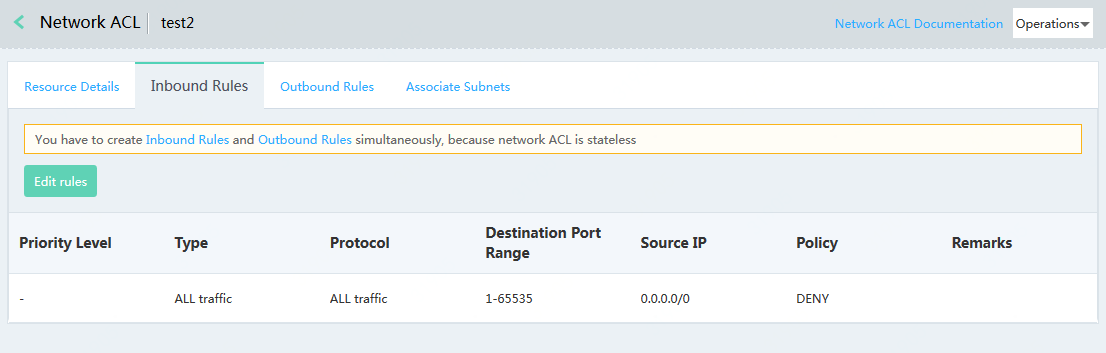 Network ACL test2 Network ACL Documentation Operations
Resource Details Inbound Rules Outbound Rules Associate Subnets
You have to create Inbound Rules and Outbound Rules simultaneously, because network ACL is stateless
Edit rules
Priority Level Type Protocol Destination Port Range Source IP Policy Remarks
- ALL traffic ALL traffic 1-65535 0.0.0.0/0 DENY